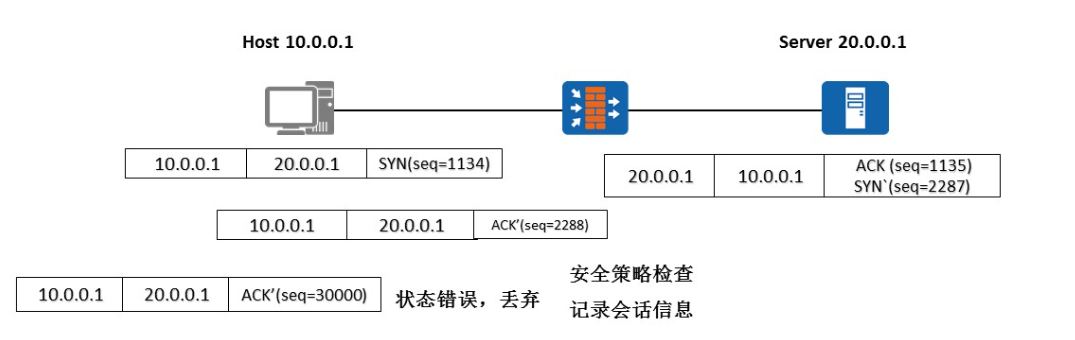 Host 10.0.0.1
Server 20.0.0.1
10.0.0.1 20.0.0.1 SYN(seq=1134)
20.0.0.1 10.0.0.1 ACK (seq=1135)
SYN`(seq=2287)
10.0.0.1 20.0.0.1 ACK’(seq=2288)
10.0.0.1 20.0.0.1 ACK’(seq=30000)
状态错误，丢弃
安全策略检查
记录会话信息